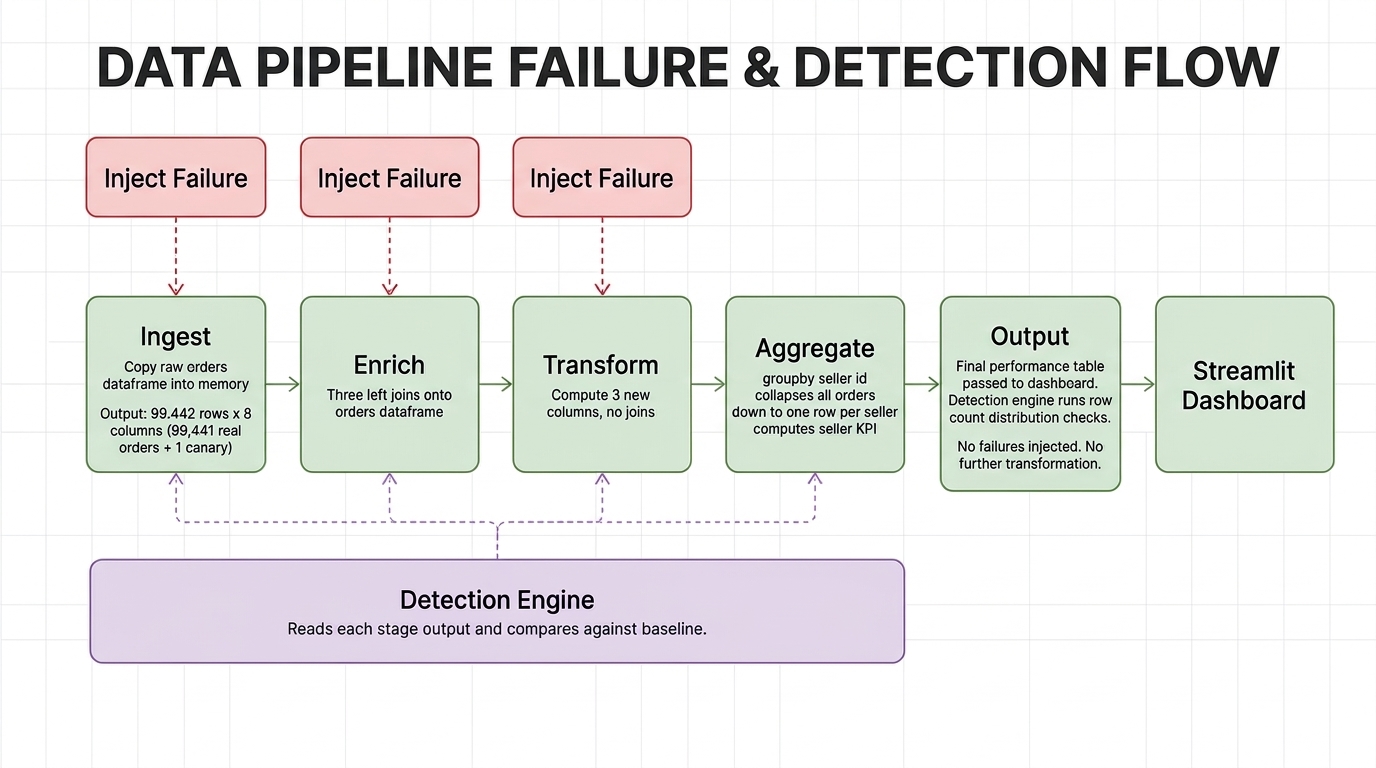 DATA PIPELINE FAILURE & DETECTION FLOW
Inject Failure
Inject Failure
Inject Failure
Ingest
Copy raw orders
dataframe into memory
Output: 99.442 rows x 8
columns (99,441 real
orders + 1 canary)
Enrich
Three left joins onto
orders dataframe
Transform
Compute 3 new
columns, no joins
Aggregate
groupby seller id
collapses all orders
down to one row per seller
computes seller KPI
Output
Final performance table
passed to dashboard.
Detection engine runs row
count distribution checks.
No failures injected. No
further transformation.
Streamlit
Dashboard
Detection Engine
Reads each stage output and compares against baseline.